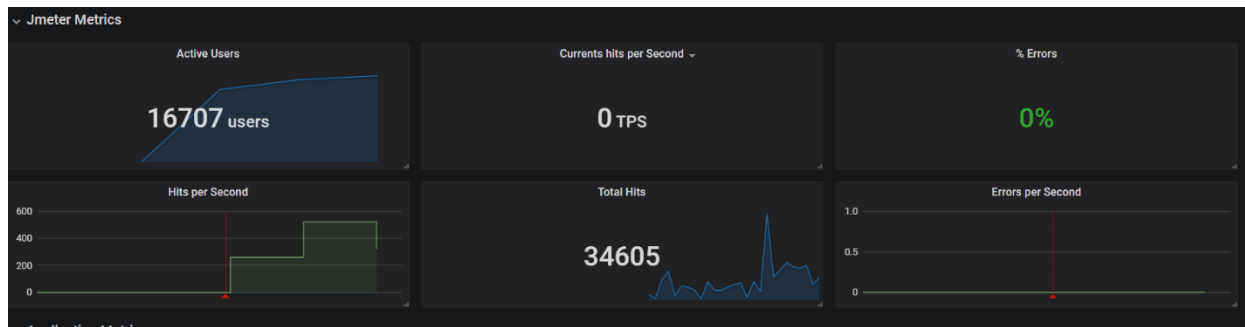 Jmeter Metrics
Active Users
16707 users
Currents hits per Second
0 TPS
% Errors
0%
Hits per Second
600
400
200
0
Total Hits
34605
Errors per Second
1.0
0.5
0